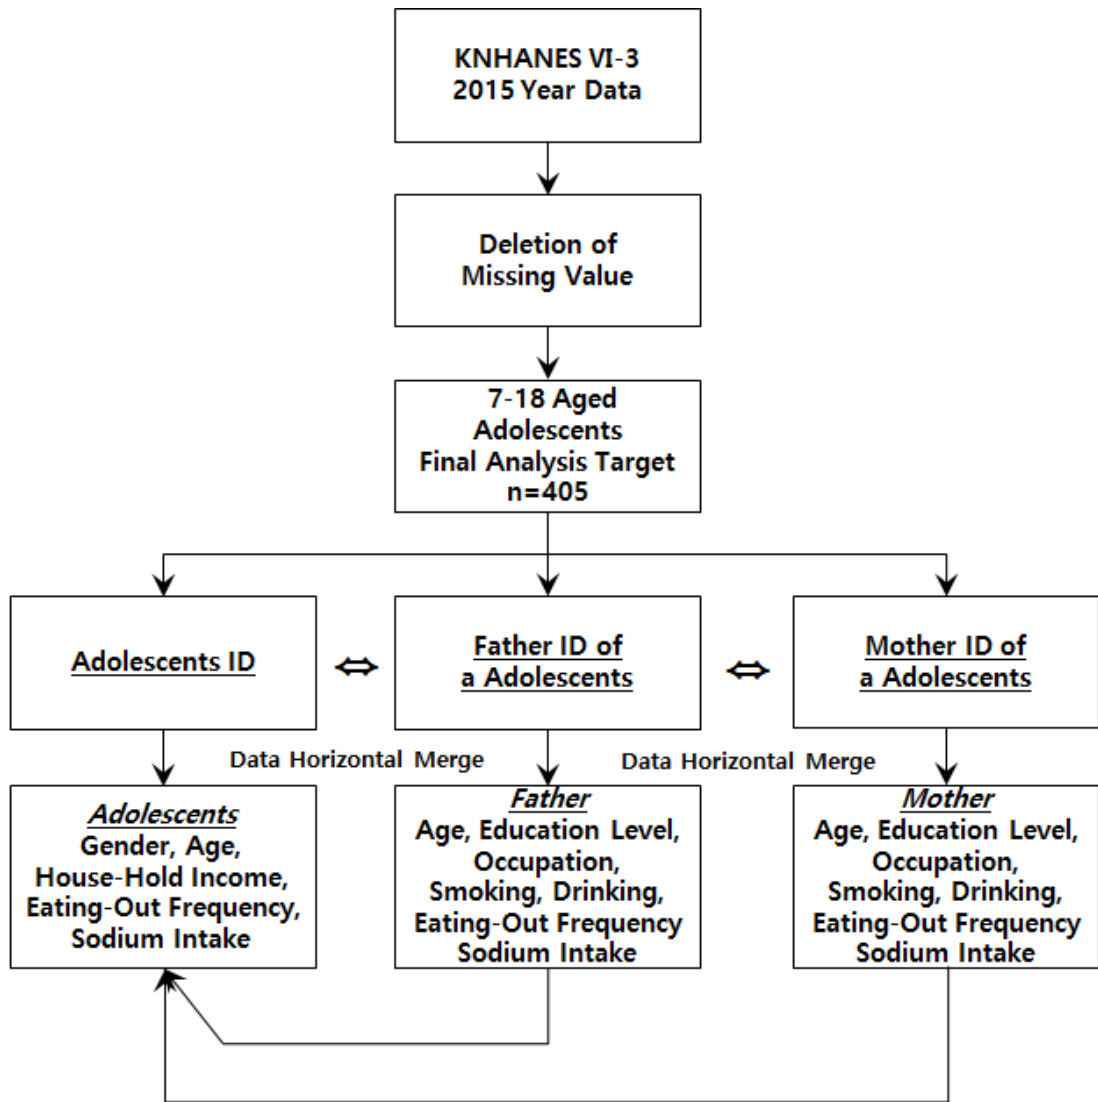 KNHANES VI-3
2015 Year Data
Deletion of
Missing Value
7-18 Aged
Adolescents
Final Analysis Target
n=405
Adolescents ID
Father ID of
a Adolescents
Mother ID of
a Adolescents
Data Horizontal Merge
Data Horizontal Merge
Adolescents
Gender, Age,
House-Hold Income,
Eating-Out Frequency,
Sodium Intake
Father
Age, Education Level,
Occupation,
Smoking, Drinking,
Eating-Out Frequency
Sodium Intake
Mother
Age, Education Level,
Occupation,
Smoking, Drinking,
Eating-Out Frequency
Sodium Intake